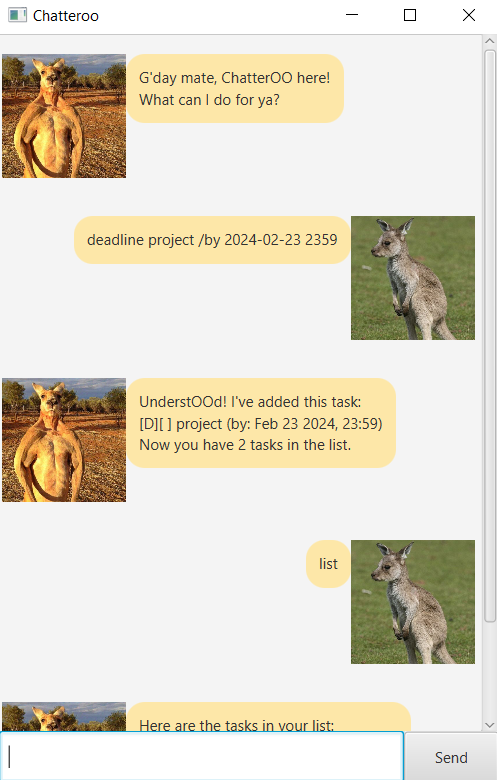 Chatteroo
G'day mate, ChatterOO here!
What can I do for ya?
deadline project /by 2024-02-23 2359
UnderstOOd! I've added this task:
[D][ ] project (by: Feb 23 2024, 23:59)
Now you have 2 tasks in the list.
list
Here are the tasks in your list:
Send